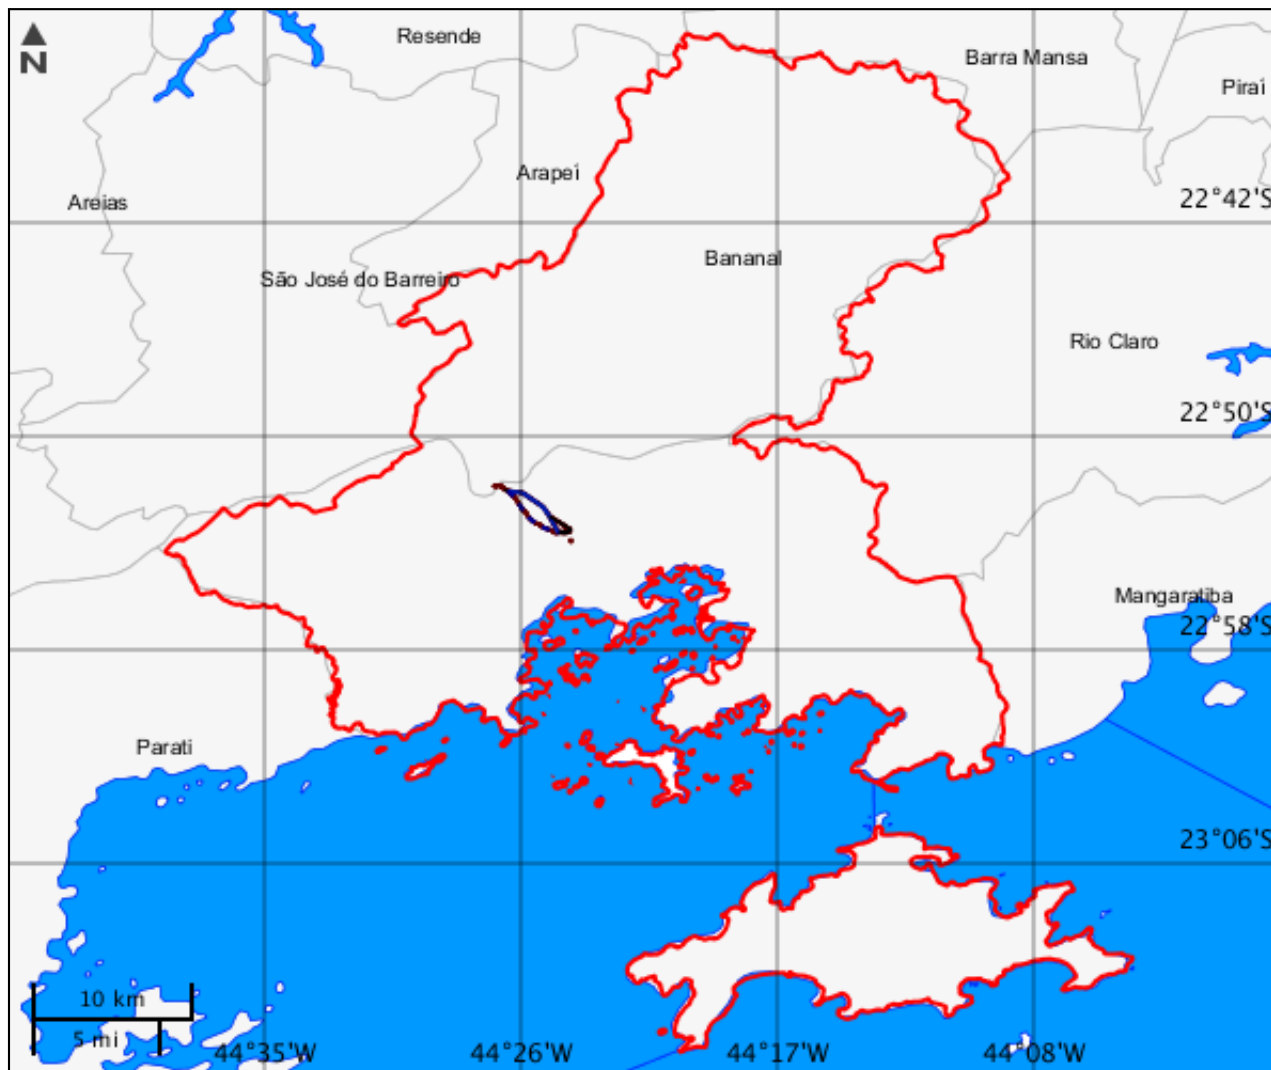 N
Resende
Barra Mansa
Piraí
Arapeí
Areias
22°42'S
Bananal
São José do Barreiro
Rio Claro
22°50'S
Mangaratiba
22°58'S
Parati
23°06'S
10 km
5 mi
44°35'W
44°26'W
44°17'W
44°08'W